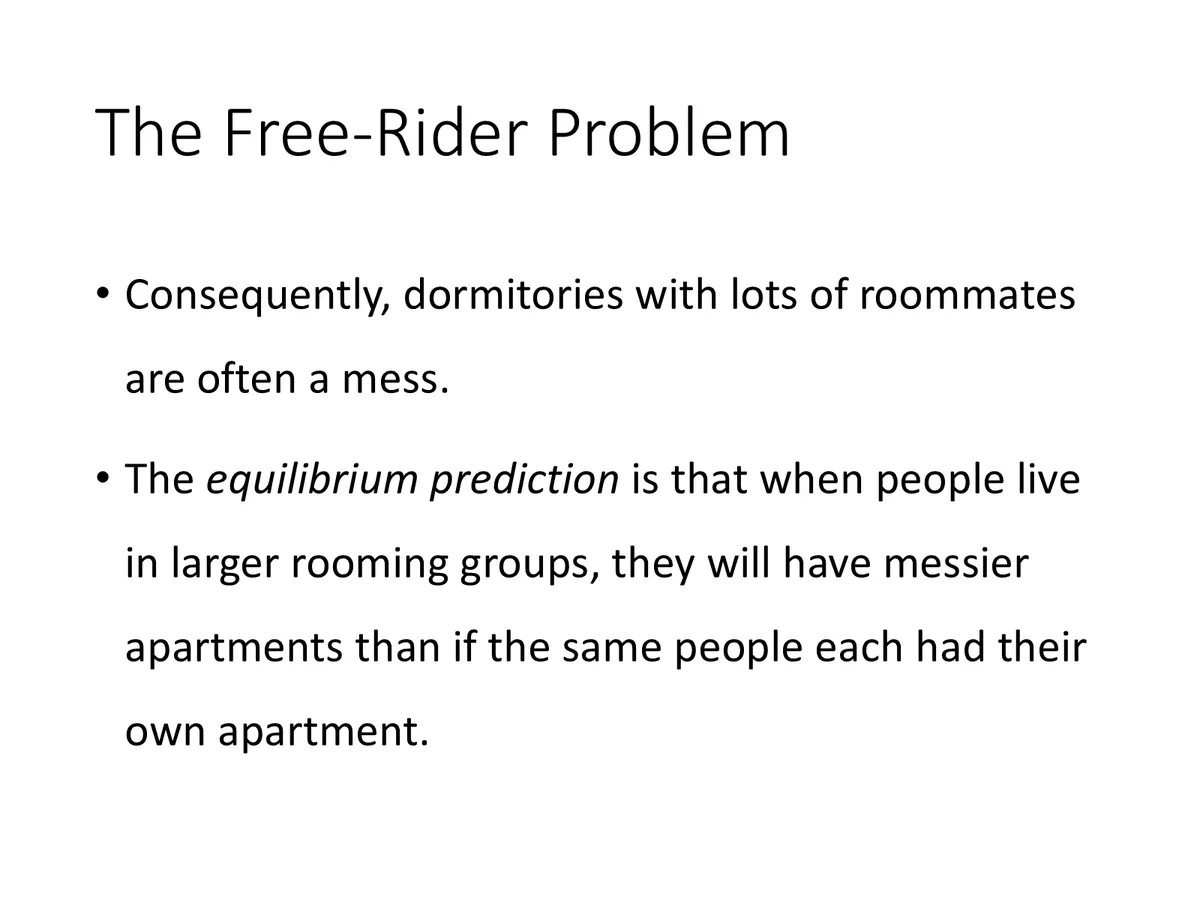 The Free-Rider Problem
• Consequently, dormitories with lots of roommates
are often a mess.
• The equilibrium prediction is that when people live
in larger rooming groups, they will have messier
apartments than if the same people each had their
own apartment.